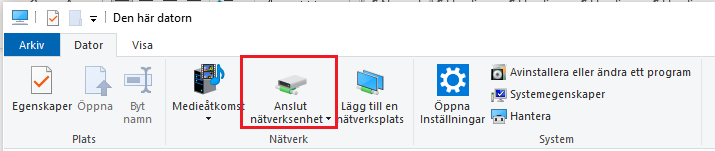 Den här datorn
Arkiv
Dator
Visa
Egenskaper
Öppna
Byt
namn
Plats
Medieåtkomst
Anslut
nätverksenhet
Lägg till en
nätverksplats
Nätverk
Öppna
Inställningar
Avinstallera eller ändra ett program
Systemegenskaper
Hantera
System